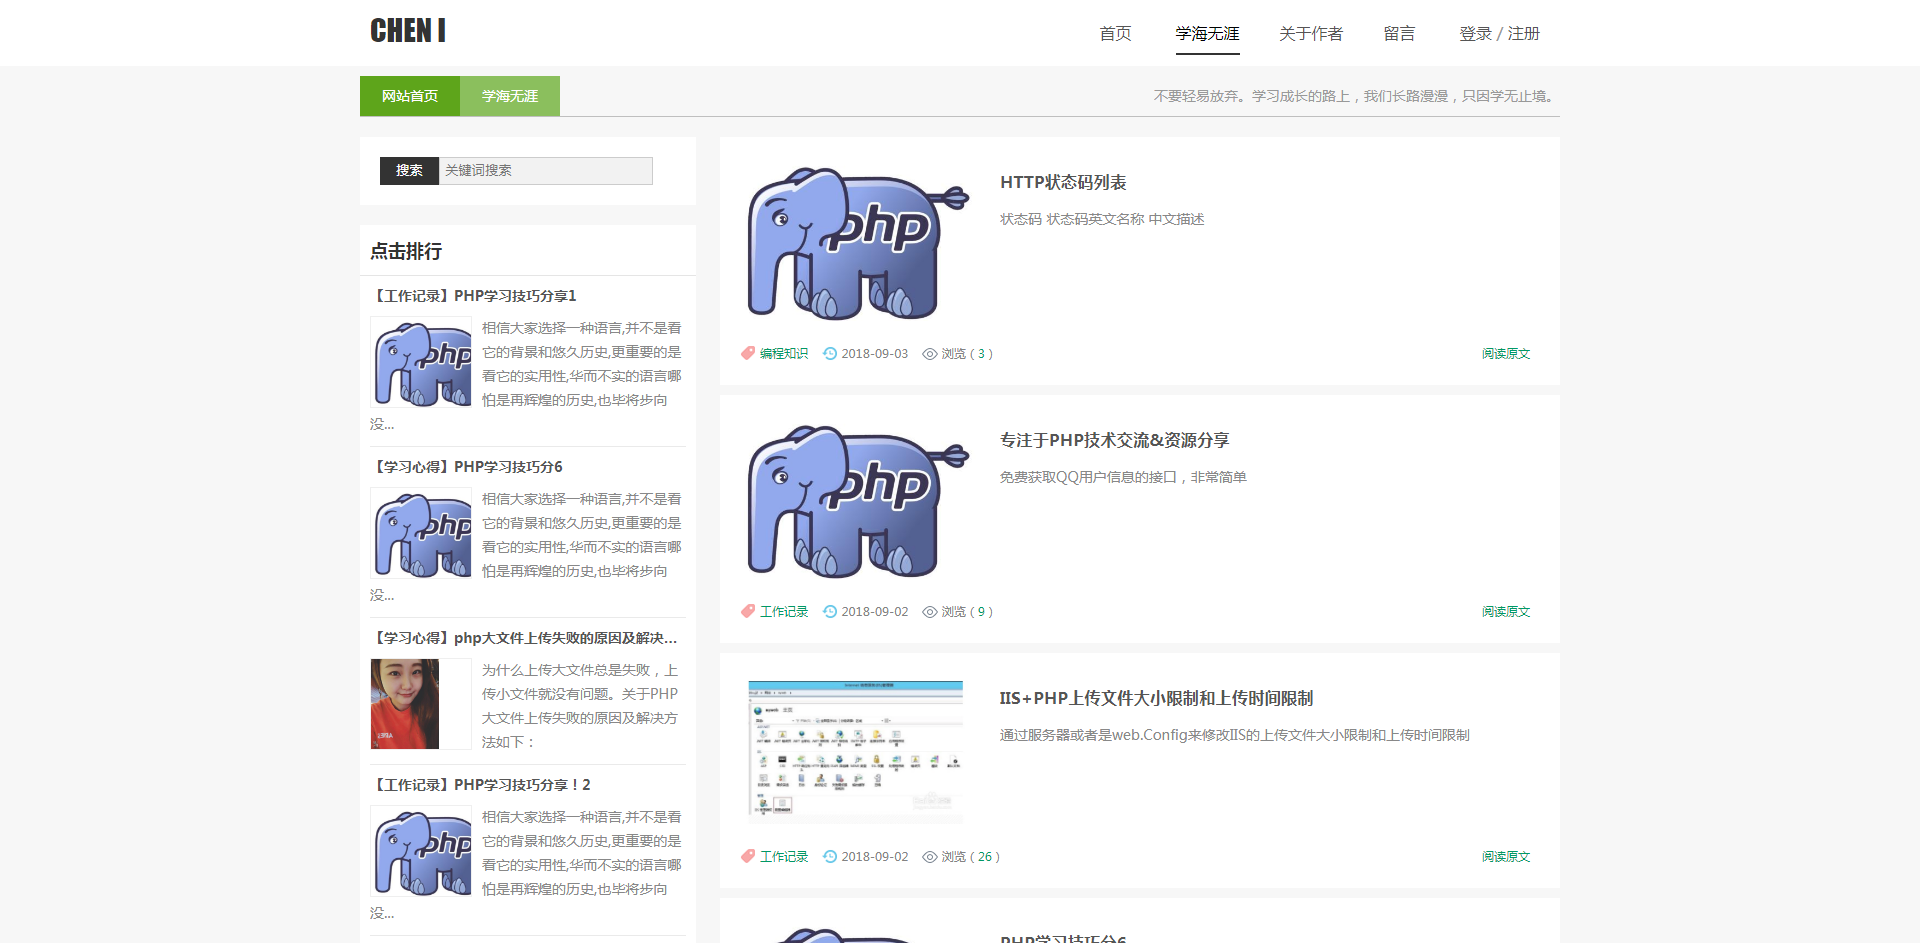 CHEN I
首页
学海无涯
关于作者
留言
登录 / 注册
网站首页
学海无涯
不要轻易放弃。学习成长的路上，我们长路漫漫，只因学无止境。
搜索
关键词搜索
点击排行
【工作记录】PHP学习技巧分享1
php
相信大家选择一种语言,并不是看
它的背景和悠久历史,更重要的是
看它的实用性,华而不实的语言哪
怕是再辉煌的历史,也毕将步向
没...
【学习心得】PHP学习技巧分6
php
相信大家选择一种语言,并不是看
它的背景和悠久历史,更重要的是
看它的实用性,华而不实的语言哪
怕是再辉煌的历史,也毕将步向
没...
【学习心得】php大文件上传失败的原因及解决...
为什么上传大文件总是失败，上
传小文件就没有问题。关于PHP
大文件上传失败的原因及解决方
法如下：
【工作记录】PHP学习技巧分享！2
php
相信大家选择一种语言,并不是看
它的背景和悠久历史,更重要的是
看它的实用性,华而不实的语言哪
怕是再辉煌的历史,也毕将步向
没...
php
HTTP状态码列表
状态码 状态码英文名称 中文描述
编程知识 2018-09-03 浏览（3）
阅读原文
php
专注于PHP技术交流&资源分享
免费获取QQ用户信息的接口，非常简单
工作记录 2018-09-02 浏览（9）
阅读原文
IIS+PHP上传文件大小限制和上传时间限制
通过服务器或者是web.Config来修改IIS的上传文件大小限制和上传时间限制
工作记录 2018-09-02 浏览（26）
阅读原文
PHP学习技巧分6